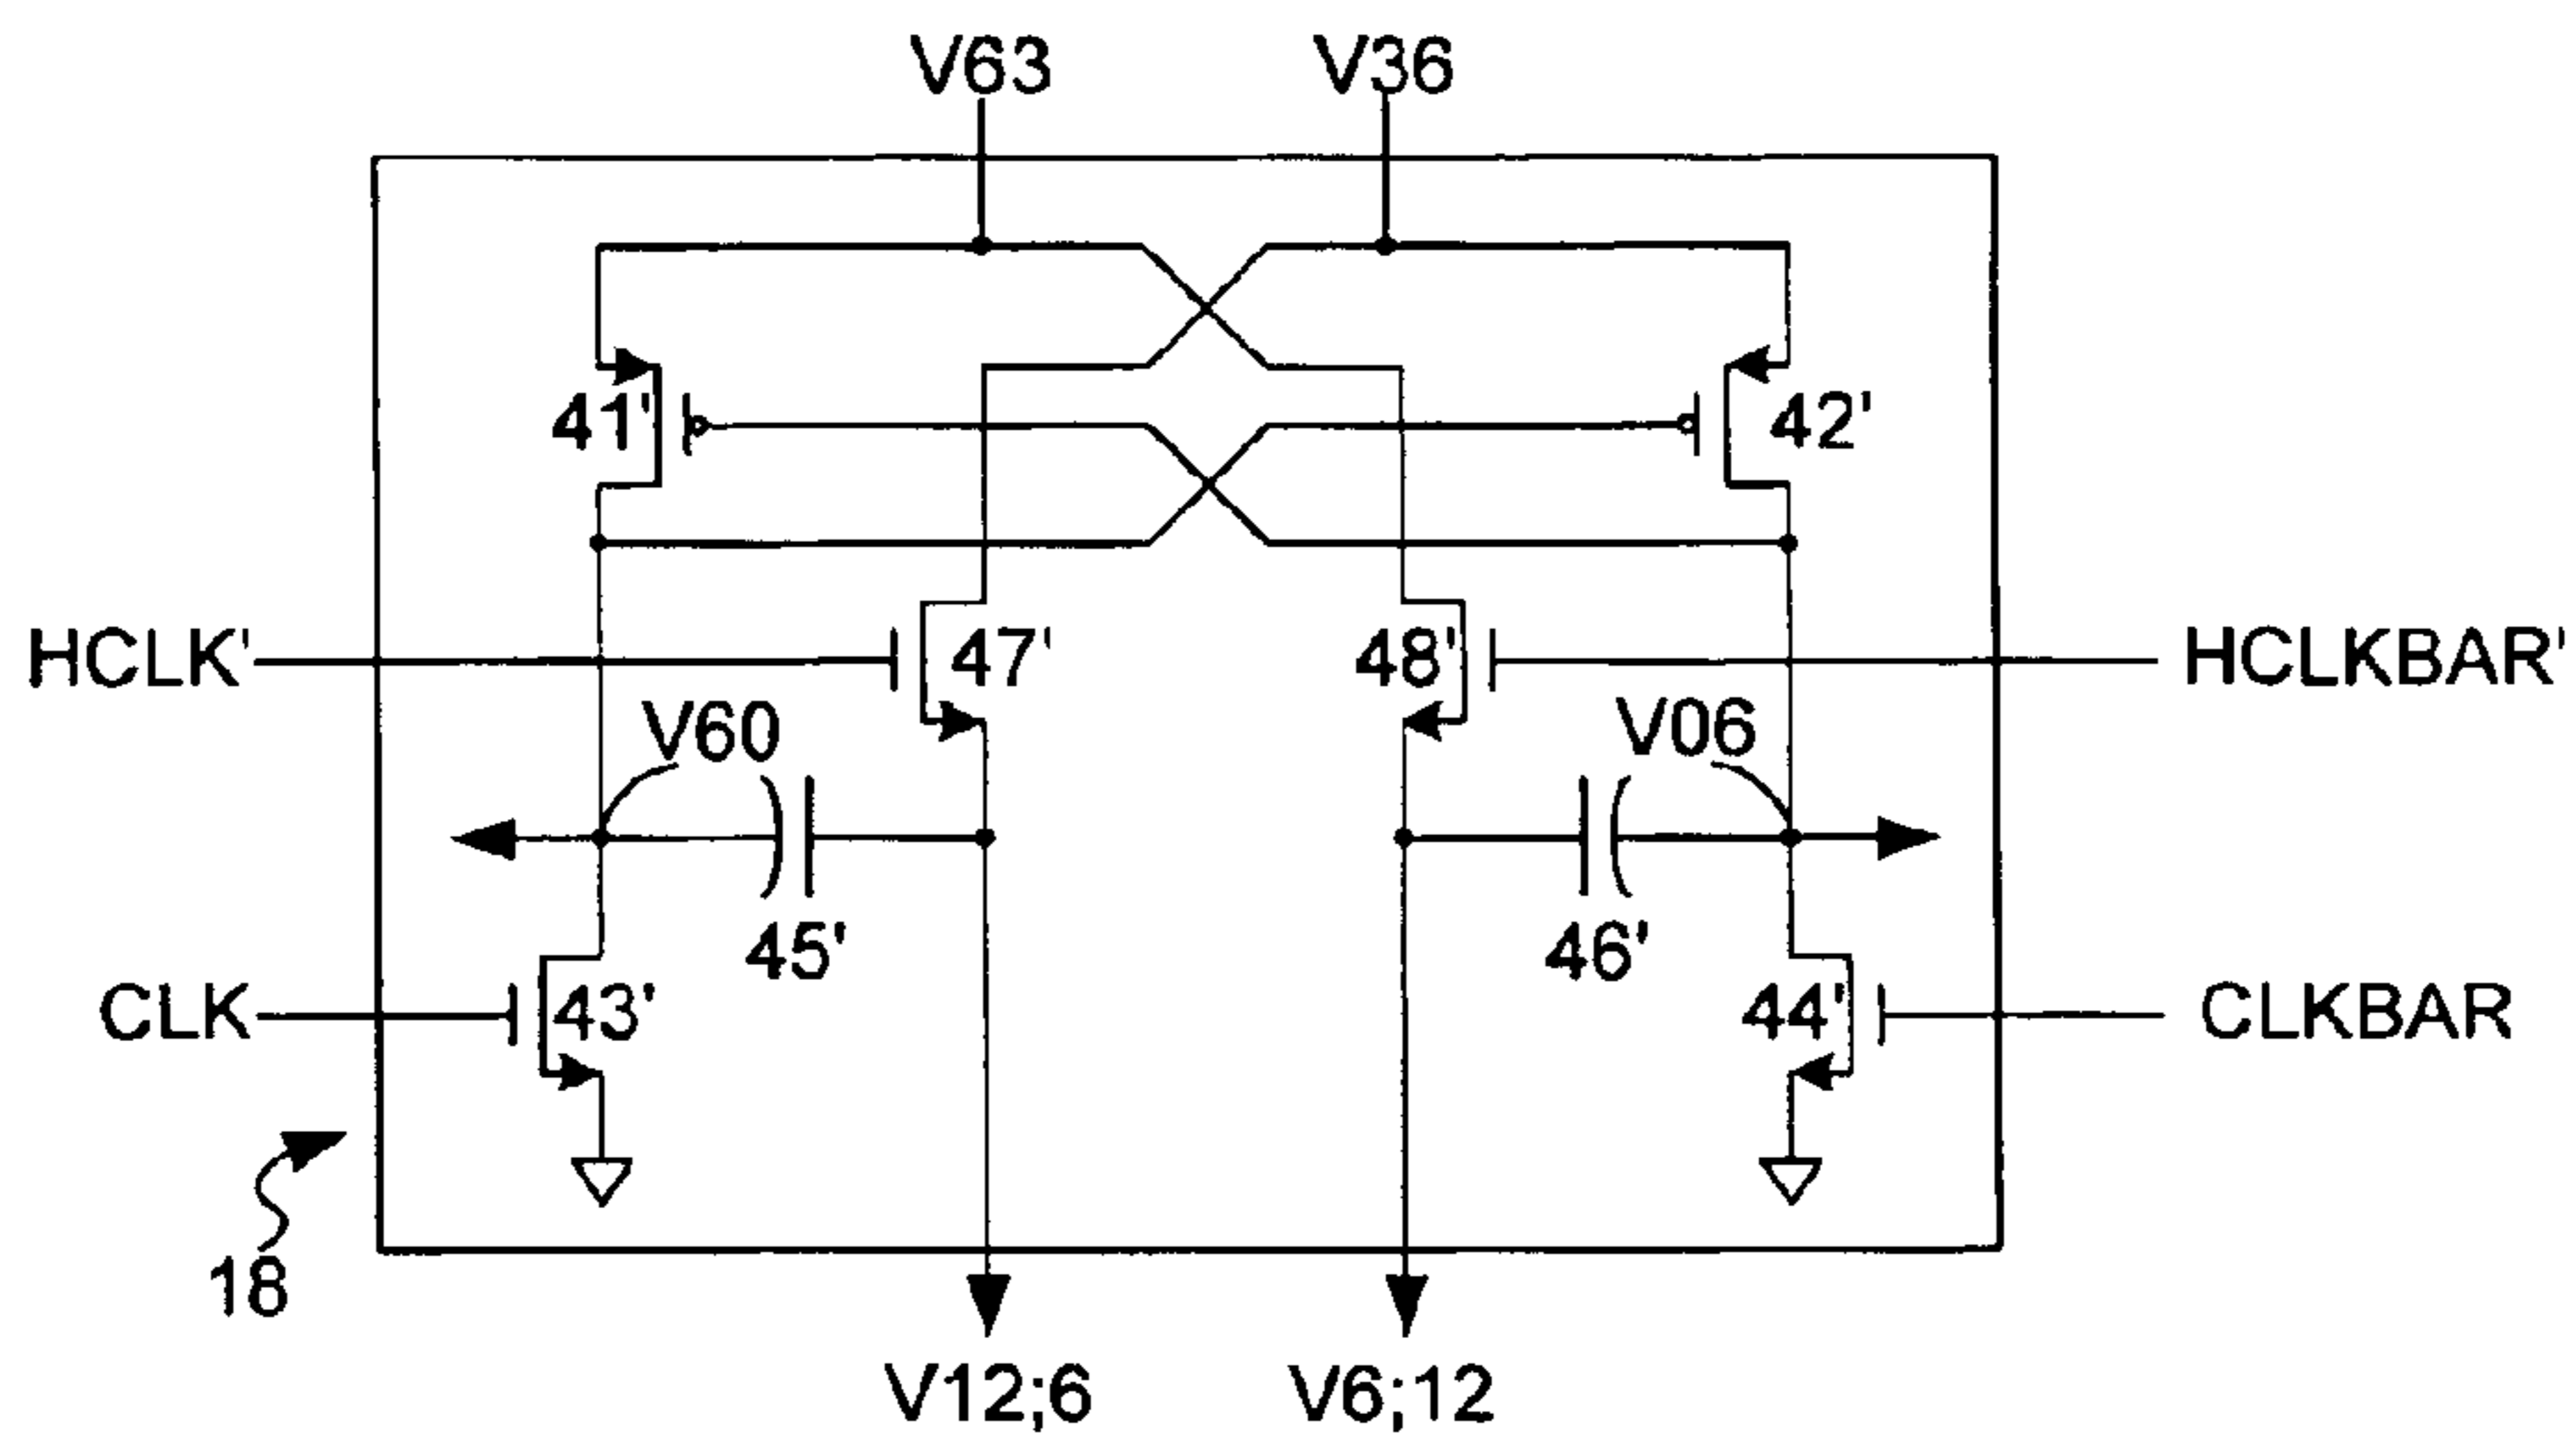 V63 V36
41' 42'
HCLK' 47' 48' HCLKBAR'
V60 V06
45' 46'
CLK 43' 44' CLKBAR
18
V12;6 V6;12